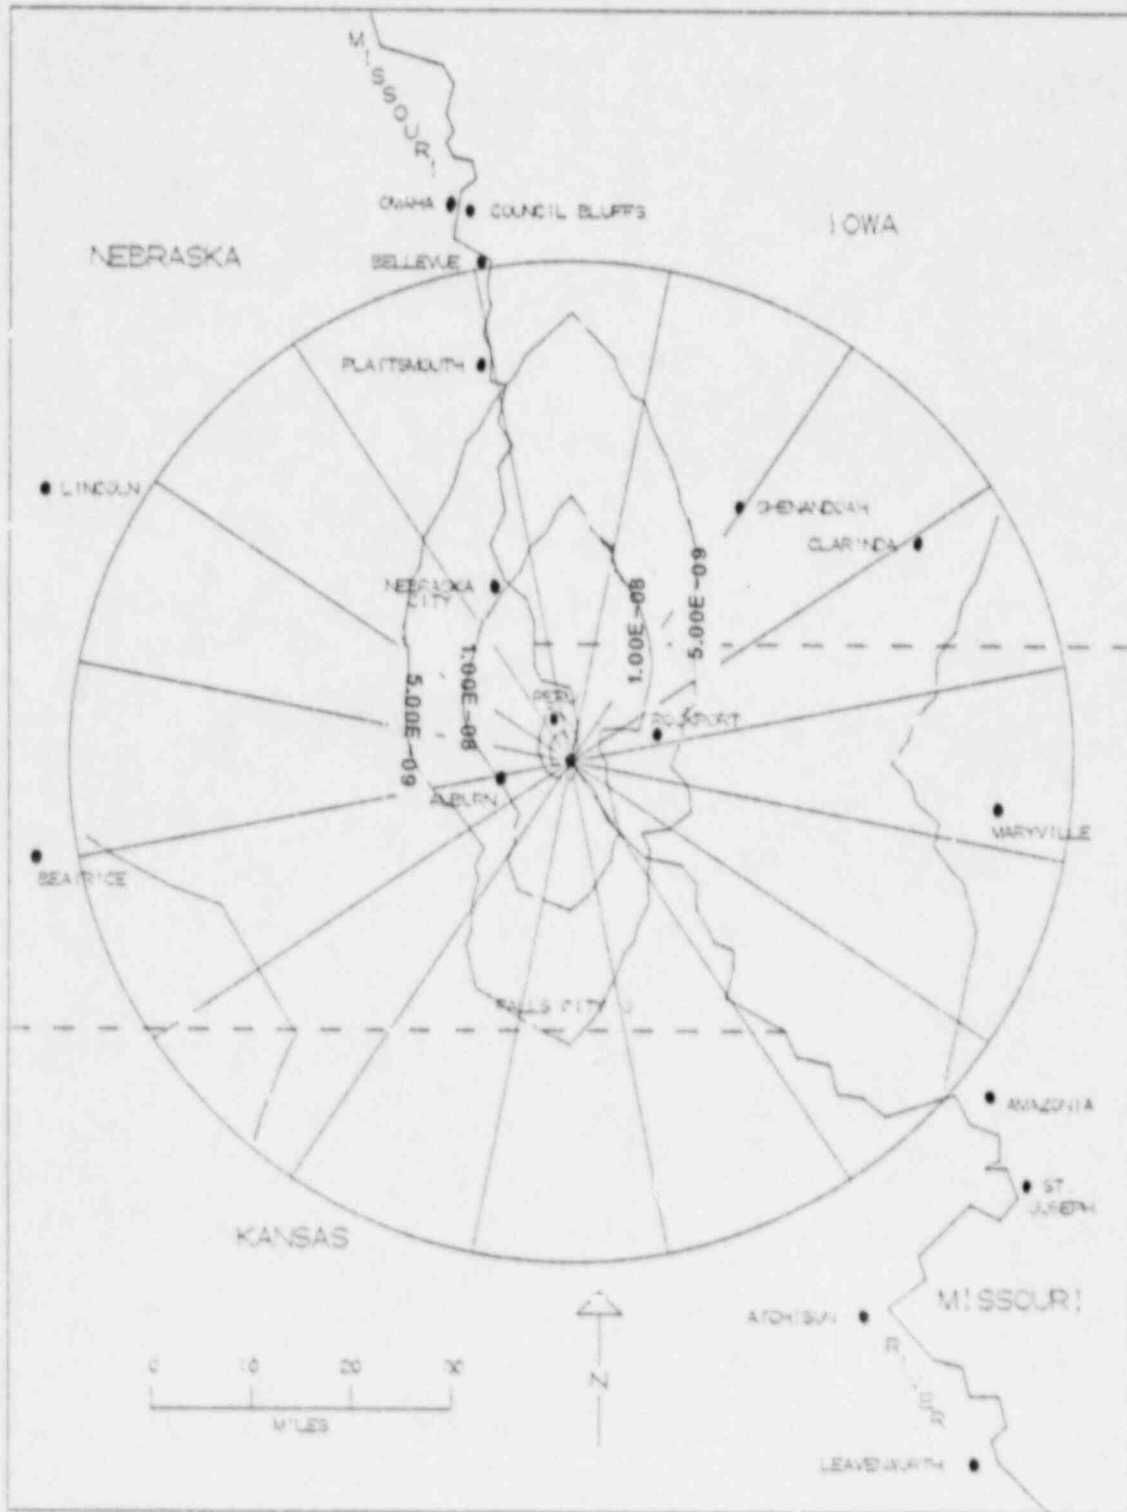 MISSOURI
OMAHA
COUNCIL BLUFFS
IOWA
NEBRASKA
BELLEVUE
PLATTSMOUTH
LINCOLN
SHENANDOAH
CLARINDA
NEBRASKA
CITY
5.00E-09
1.00E-08
1.00E-08
5.00E-09
PERU
ROCKPORT
AUBURN
MARYVILLE
BEATRICE
FALLS CITY
AMAZONIA
ST.
JOSEPH
KANSAS
MISSOURI
ATCHISON
RIVER
0 10 20 30
MILES
N
LEAVENWORTH